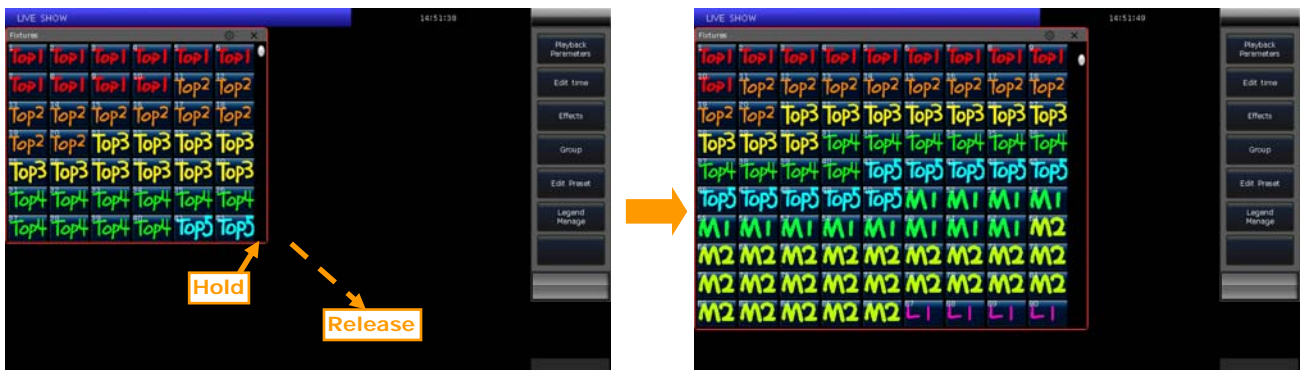 LIVE SHOW 14:51:38
Fixtures
Top1 Top1 Top1 Top1 Top1 Top1
Top1 Top1 Top1 Top1 Top2 Top2
Top2 Top2 Top2 Top2 Top2 Top2
Top2 Top2 Top3 Top3 Top3 Top3
Top3 Top3 Top3 Top3 Top3 Top3
Top4 Top4 Top4 Top4 Top4 Top4
Top4 Top4 Top4 Top4 Top5 Top5
Hold
Release
Playback
Parameters
Edit time
Effects
Group
Edit Preset
Legend
Manage
LIVE SHOW 14:51:49
Fixtures
Top1 Top1 Top1 Top1 Top1 Top1 Top1 Top1 Top1
Top1 Top2 Top2 Top2 Top2 Top2 Top2 Top2 Top2
Top2 Top2 Top3 Top3 Top3 Top3 Top3 Top3 Top3
Top3 Top3 Top3 Top4 Top4 Top4 Top4 Top4 Top4
Top4 Top4 Top4 Top4 Top5 Top5 Top5 Top5 Top5
Top5 Top5 Top5 Top5 Top5 M1 M1 M1 M1
M1 M1 M1 M1 M1 M1 M1 M1 M2
M2 M2 M2 M2 M2 M2 M2 M2 M2
M2 M2 M2 M2 M2 M2 M2 M2 M2
M2 M2 M2 M2 M2 L1 L1 L1 L1
Playback
Parameters
Edit time
Effects
Group
Edit Preset
Legend
Manage